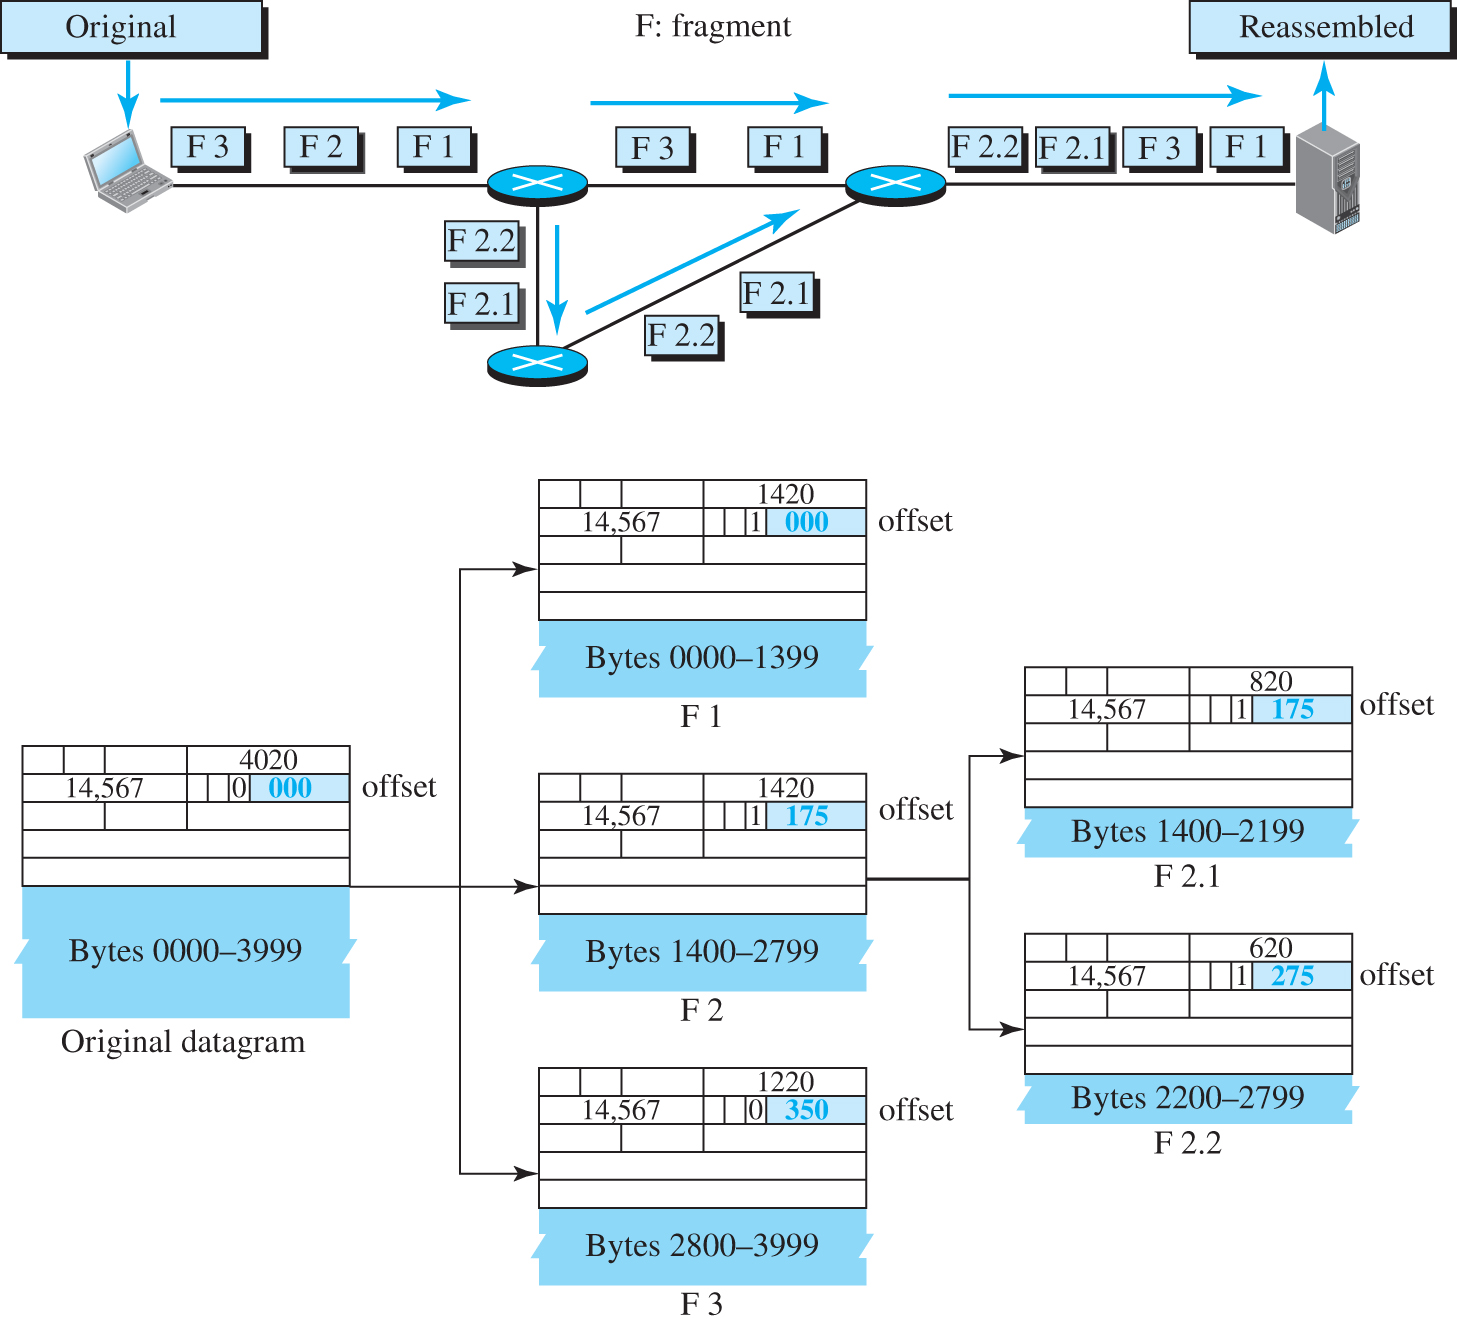 Original
F: fragment
Reassembled
F 3
F 2
F 1
F 3
F 1
F 2.2
F 2.1
F 3
F 1
F 2.2
F 2.1
F 2.1
F 2.2
1420
14,567 1 000 offset
Bytes 0000–1399
F 1
4020
14,567 0 000 offset
Bytes 0000–3999
Original datagram
1420
14,567 1 175 offset
Bytes 1400–2799
F 2
1220
14,567 0 350 offset
Bytes 2800–3999
F 3
820
14,567 1 175 offset
Bytes 1400–2199
F 2.1
620
14,567 1 275 offset
Bytes 2200–2799
F 2.2